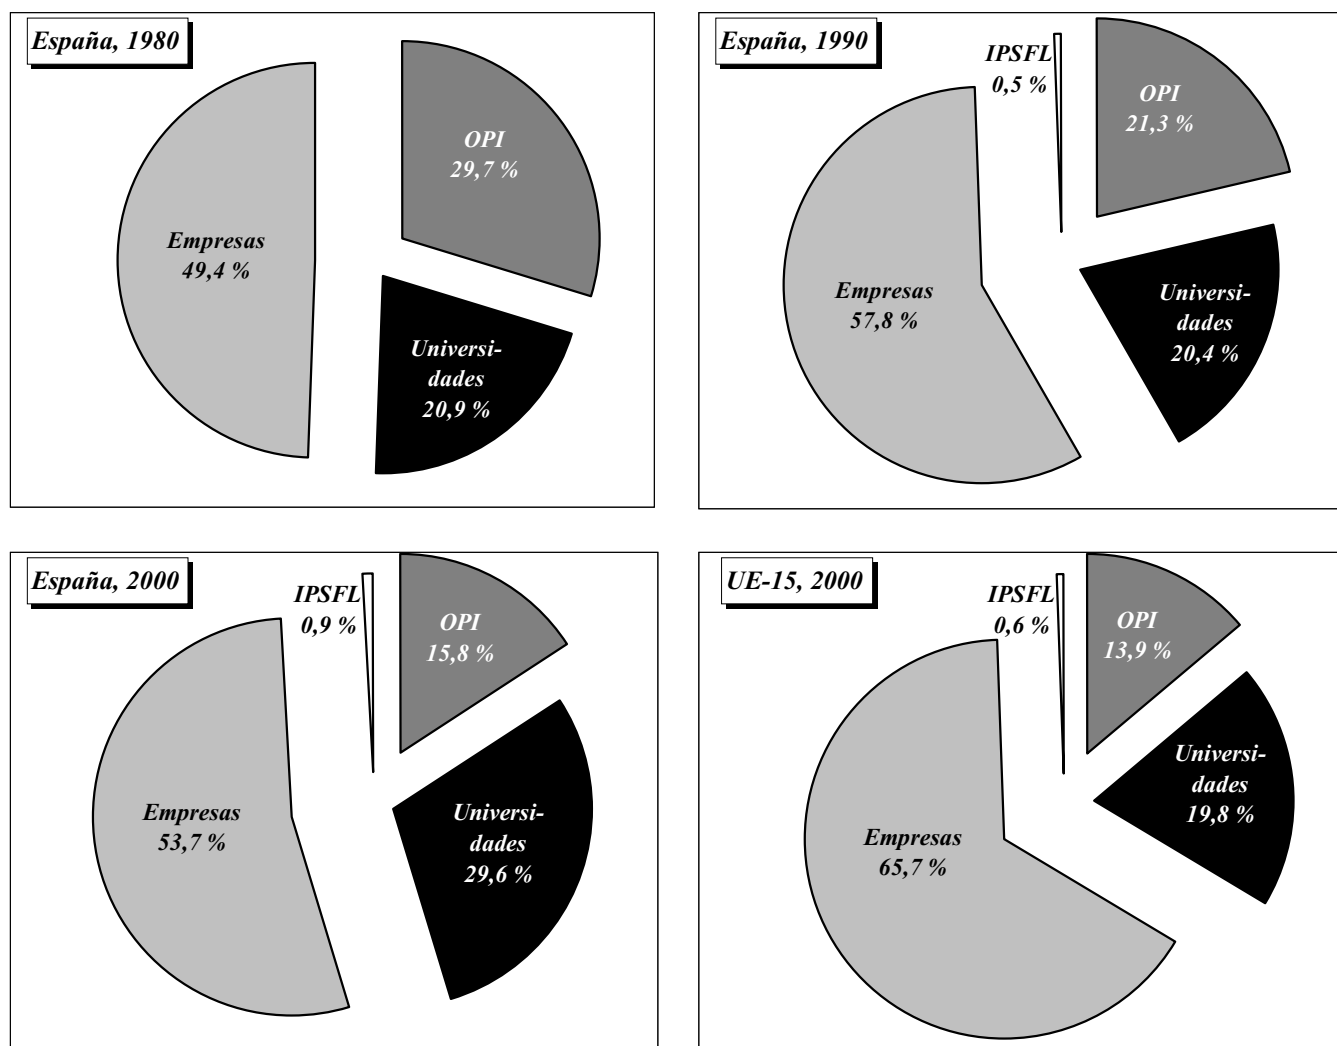 España, 1980
OPI
29,7 %
Empresas
49,4 %
Universi-
dades
20,9 %
España, 1990
IPSFL
0,5 %
OPI
21,3 %
Empresas
57,8 %
Universi-
dades
20,4 %
España, 2000
IPSFL
0,9 %
OPI
15,8 %
Empresas
53,7 %
Universi-
dades
29,6 %
UE-15, 2000
IPSFL
0,6 %
OPI
13,9 %
Universi-
dades
19,8 %
Empresas
65,7 %